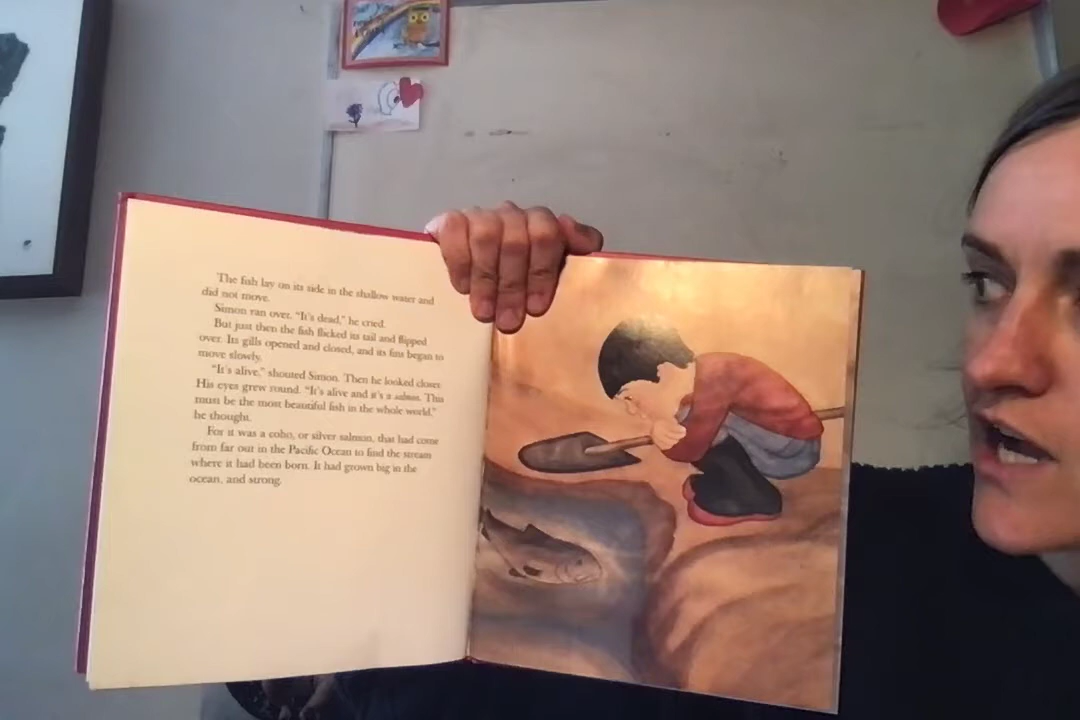 The fish lay on its side in the shallow water and
did not move.
Simon ran over. "It's dead," he cried.
But just then the fish flicked its tail and flipped
over. Its gills opened and closed, and its fins began to
move slowly.
"It's alive," shouted Simon. Then he looked closer.
His eyes grew round. "It's alive and it's a salmon. This
must be the most beautiful fish in the whole world,"
he thought.
For it was a coho, or silver salmon, that had come
from far out in the Pacific Ocean to find the stream
where it had been born. It had grown big in the
ocean, and strong.